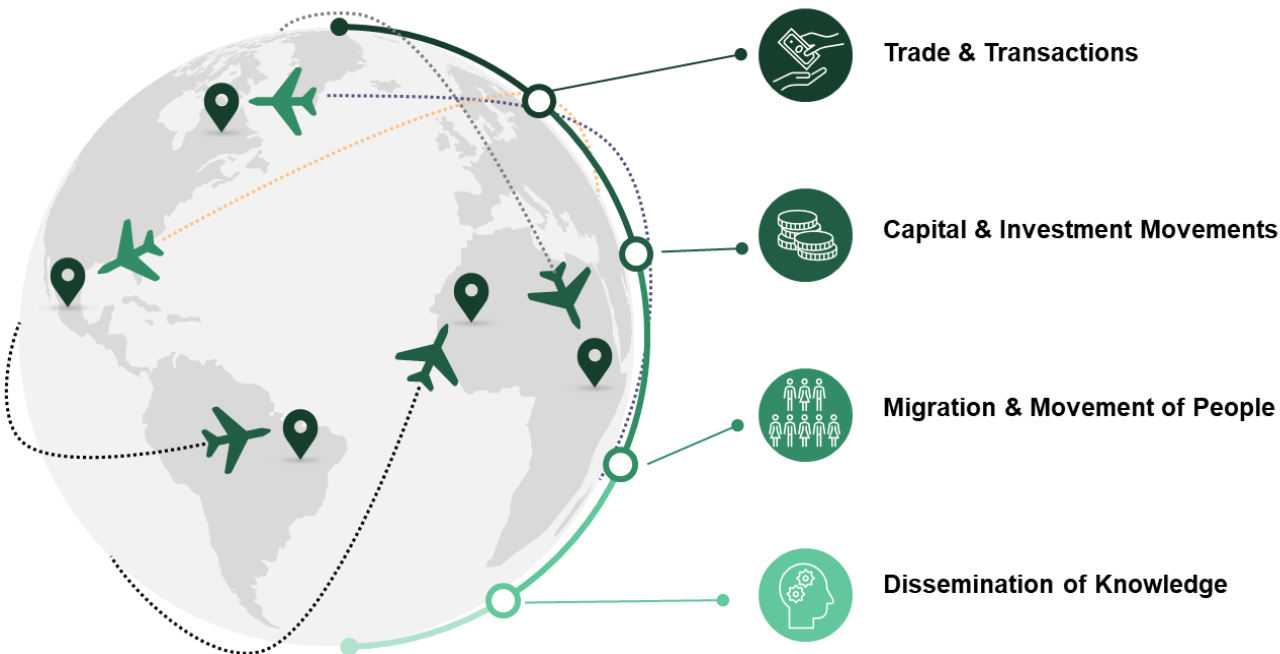 Trade & Transactions
Capital & Investment Movements
Migration & Movement of People
Dissemination of Knowledge